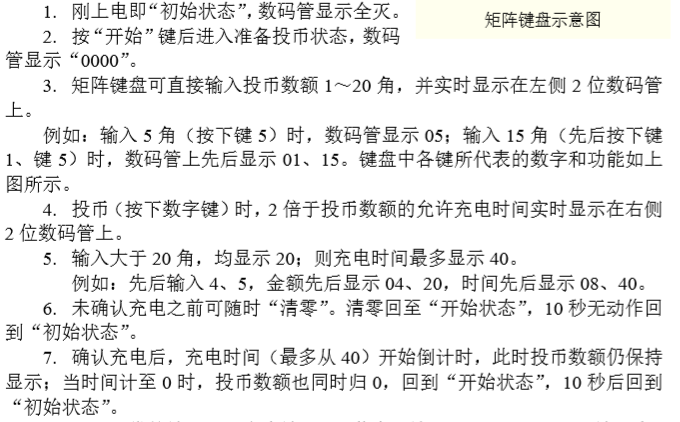 1. 刚上电即“初始状态”，数码管显示全灭。
矩阵键盘示意图
2. 按“开始”键后进入准备投币状态，数码
管显示“0000”。
3. 矩阵键盘可直接输入投币数额 1～20 角，并实时显示在左侧 2 位数码管
上。
例如：输入 5 角（按下键 5）时，数码管显示 05；输入 15 角（先后按下键
1、键 5）时，数码管上先后显示 01、15。键盘中各键所代表的数字和功能如上
图所示。
4. 投币（按下数字键）时，2 倍于投币数额的允许充电时间实时显示在右侧
2 位数码管上。
5. 输入大于 20 角，均显示 20；则充电时间最多显示 40。
例如：先后输入 4、5，金额先后显示 04、20，时间先后显示 08、40。
6. 未确认充电之前可随时“清零”。清零回至“开始状态”，10 秒无动作回
到“初始状态”。
7. 确认充电后，充电时间（最多从 40）开始倒计时，此时投币数额仍保持
显示；当时间计至 0 时，投币数额也同时归 0，回到“开始状态”，10 秒后回到
“初始状态”。